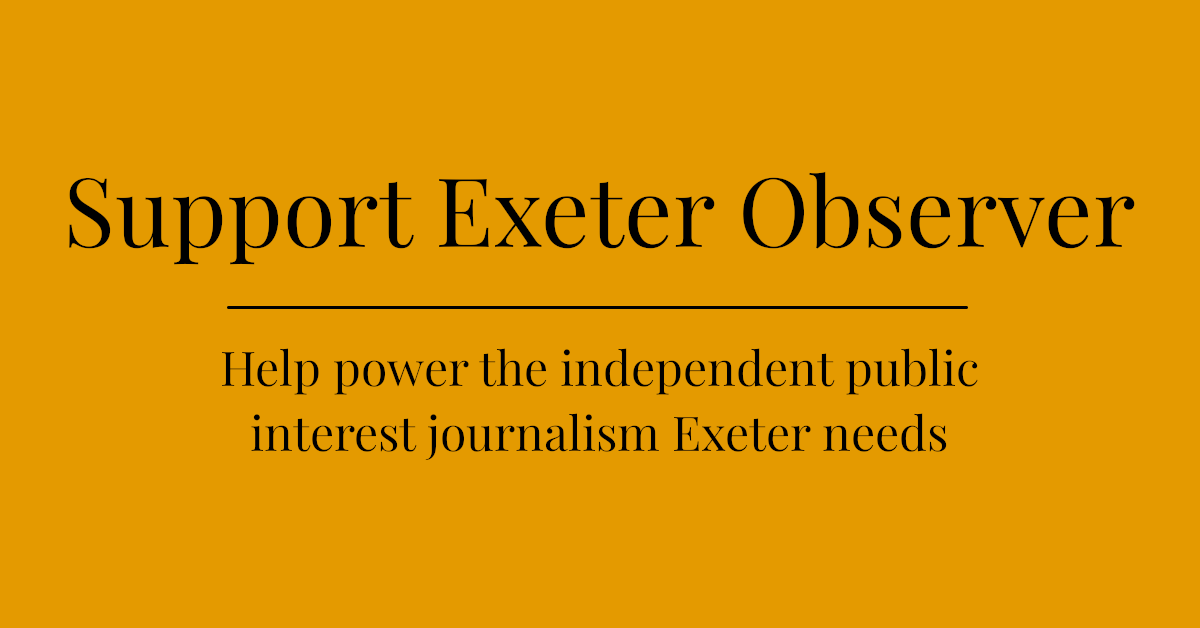 Support Exeter Observer
Help power the independent public
interest journalism Exeter needs